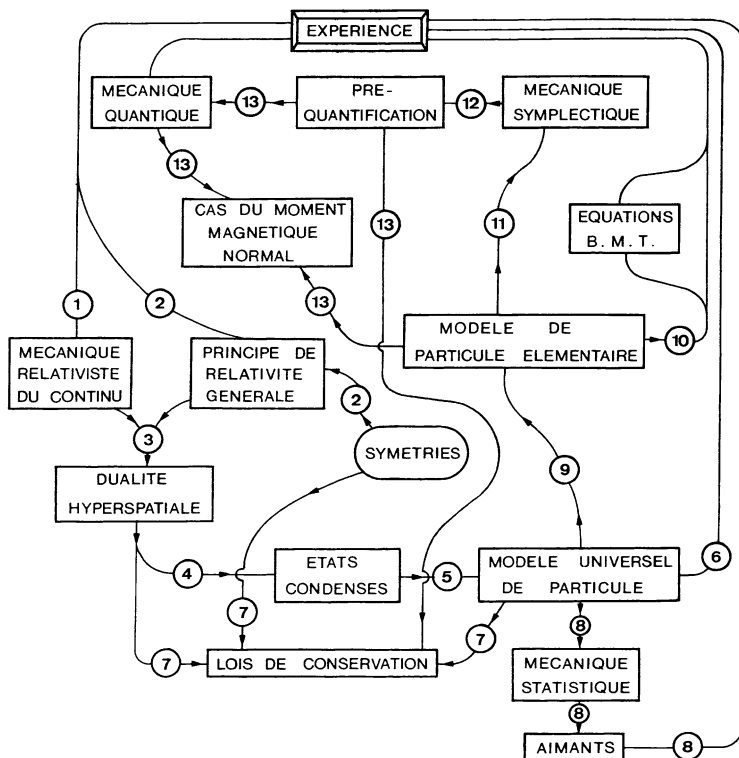 EXPERIENCE
MECANIQUE
QUANTIQUE
13
PRE-
QUANTIFICATION
12
MECANIQUE
SYMPLECTIQUE
13
13
CAS DU MOMENT
MAGNETIQUE
NORMAL
11
EQUATIONS
B. M. T.
1
2
13
MECANIQUE
RELATIVISTE
DU CONTINU
PRINCIPE DE
RELATIVITE
GENERALE
MODELE DE
PARTICULE ELEMENTAIRE
10
2
3
SYMETRIES
DUALITE
HYPERSPATIALE
9
4
ETATS
CONDENSES
5
MODELE UNIVERSEL
DE PARTICULE
6
7
7
8
7
LOIS DE CONSERVATION
MECANIQUE
STATISTIQUE
8
AIMANTS
8